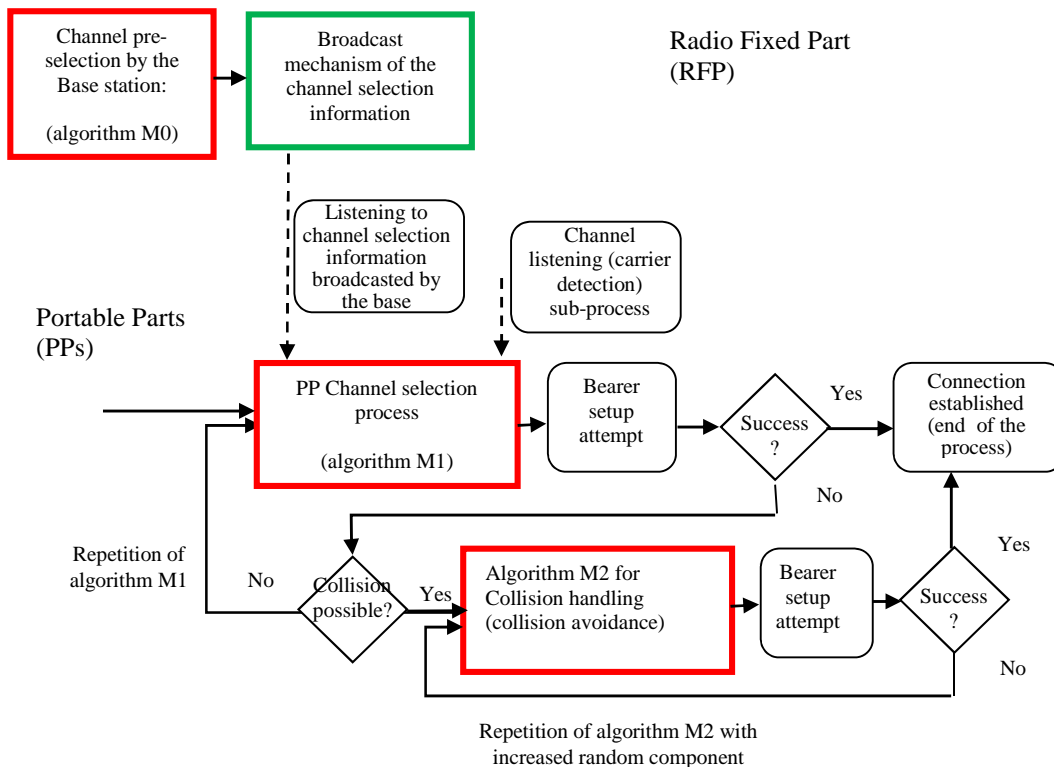 Channel pre-
selection by the
Base station:
(algorithm M0)
Broadcast
mechanism of the
channel selection
information
Radio Fixed Part
(RFP)
Listening to
channel selection
information
broadcasted by
the base
Channel
listening (carrier
detection)
sub-process
Portable Parts
(PPs)
PP Channel selection
process
(algorithm M1)
Bearer
setup
attempt
Success
?
Yes
Connection
established
(end of the
process)
No
Repetition of
algorithm M1
No
Collision
possible?
Yes
Algorithm M2 for
Collision handling
(collision avoidance)
Bearer
setup
attempt
Success
?
Yes
No
Repetition of algorithm M2 with
increased random component